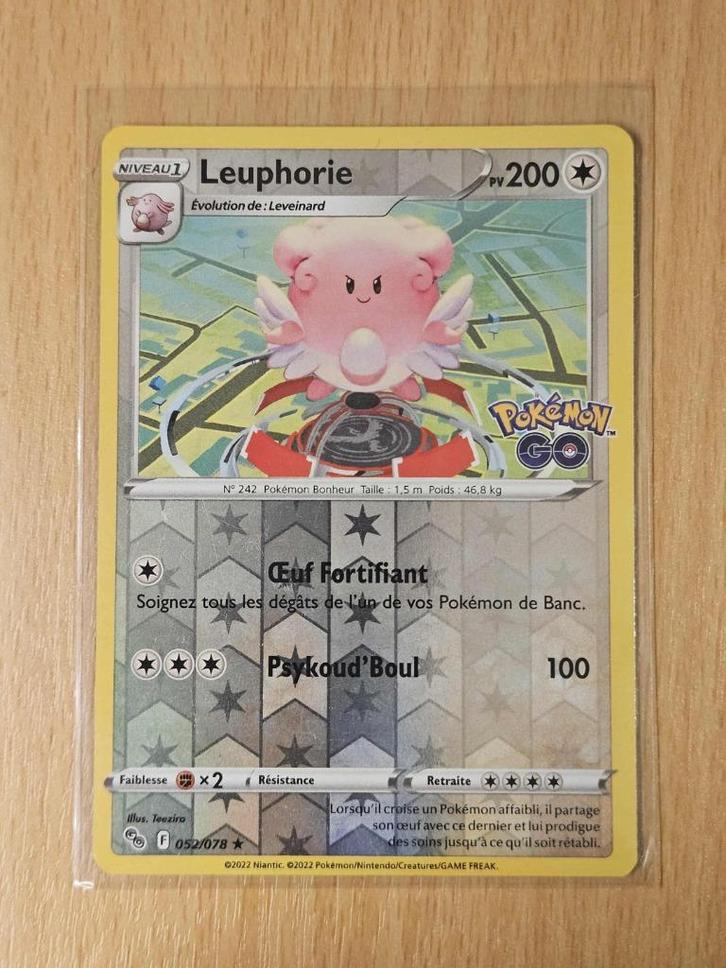 NIVEAU 1
Leuphorie
PV 200
Évolution de : Leveinard
POKÉMON™
GO
N° 242 Pokémon Bonheur Taille : 1,5 m Poids : 46,8 kg
Œuf Fortifiant
Soignez tous les dégâts de l'un de vos Pokémon de Banc.
Psykoud'Boul 100
Faiblesse ×2 Résistance Retraite
Lorsqu'il croise un Pokémon affaibli, il partage
son œuf avec ce dernier et lui prodigue
des soins jusqu'à ce qu'il soit rétabli.
Illus. Teeziro
GO F 052/078 ★
©2022 Niantic. ©2022 Pokémon/Nintendo/Creatures/GAME FREAK.